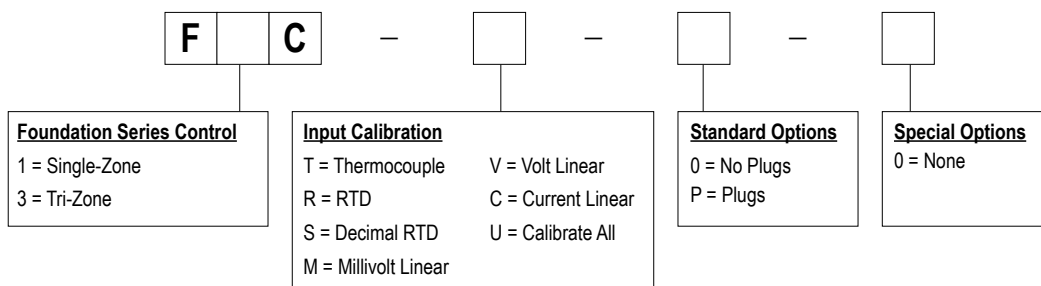 F C – – –
Foundation Series Control
1 = Single-Zone
3 = Tri-Zone
Input Calibration
T = Thermocouple
R = RTD
S = Decimal RTD
M = Millivolt Linear
V = Volt Linear
C = Current Linear
U = Calibrate All
Standard Options
0 = No Plugs
P = Plugs
Special Options
0 = None